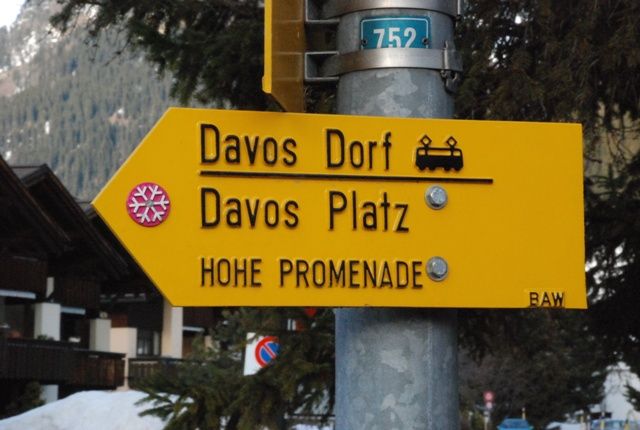 752
Davos Dorf
Davos Platz
HOHE PROMENADE
BAW